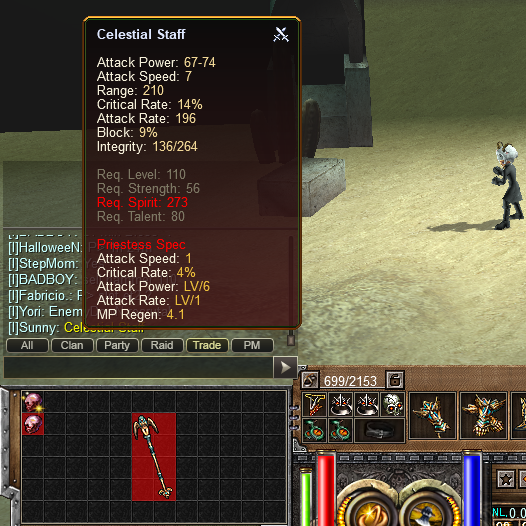 Celestial Staff
Attack Power: 67-74
Attack Speed: 7
Range: 210
Critical Rate: 14%
Attack Rate: 196
Block: 9%
Integrity: 136/264
Req. Level: 110
Req. Strength: 56
Req. Spirit: 273
Req. Talent: 80
Priestess Spec
Attack Speed: 1
Critical Rate: 4%
Attack Power: LV/6
Attack Rate: LV/1
MP Regen: 4.1
[I]HalloweeN:
[I]StepMom:
[I]BADBOY:
[I]Fabricio.:
[I]Yori: Enem
[I]Sunny: Celestial Staff
All Clan Party Raid Trade PM
699/2153
NL